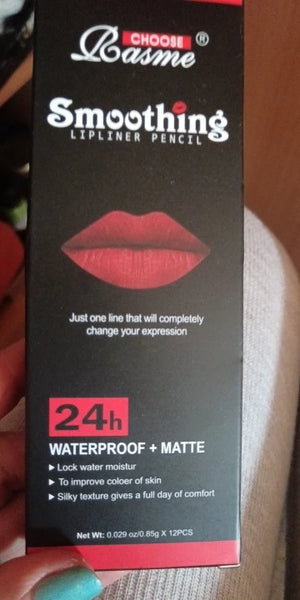 CHOOSE
Rasme ®
Smoothing
LIPLINER PENCIL
Just one line that will completely
change your expression
24h
WATERPROOF + MATTE
Lock water moistur
To improve coloer of skin
Silky texture gives a full day of comfort
Net Wt: 0.029 oz/0.85g X 12PCS